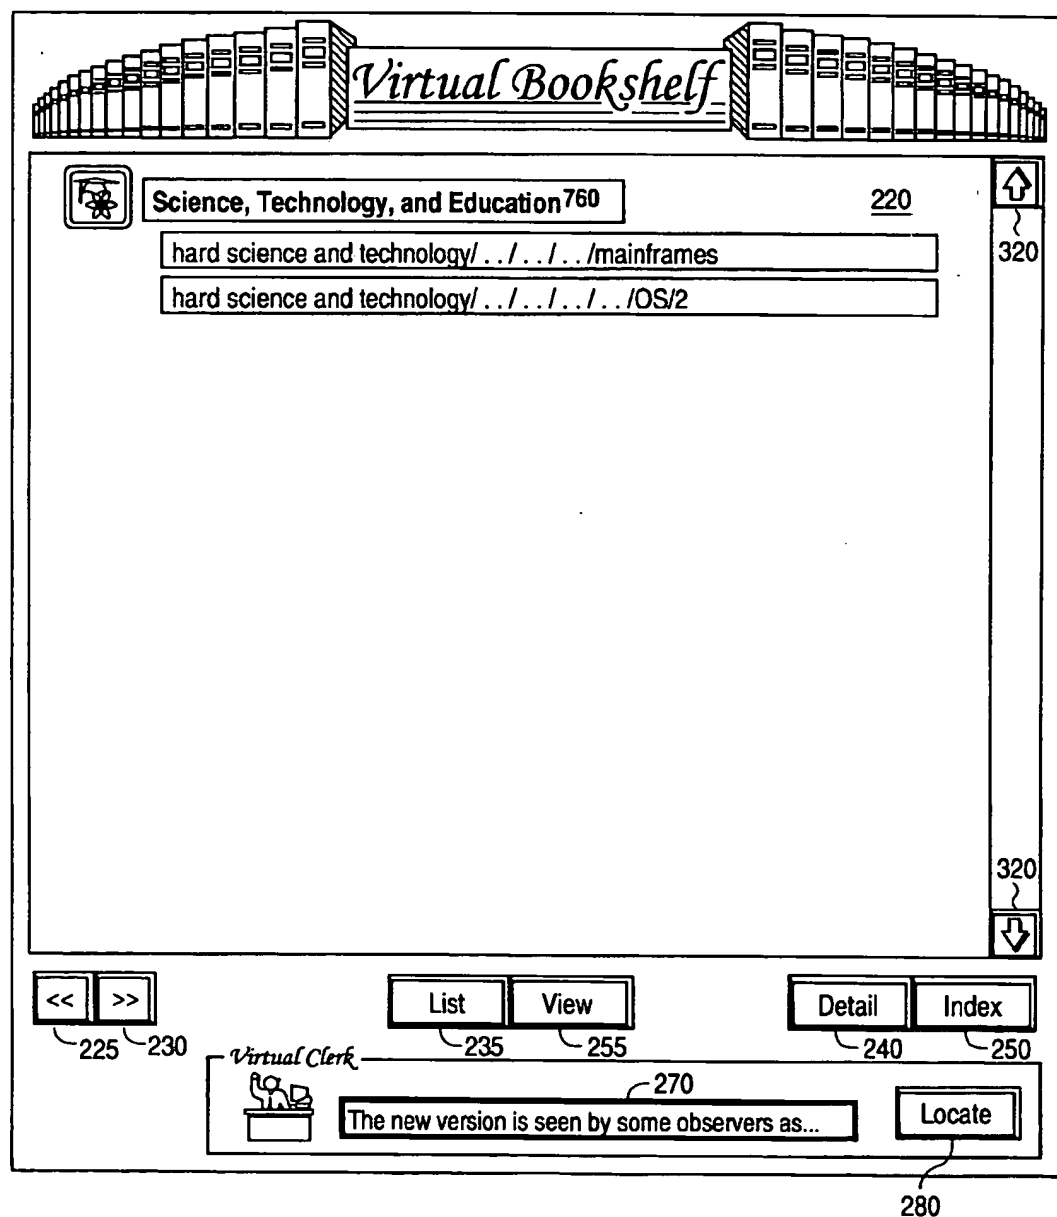 Virtual Bookshelf
Science, Technology, and Education 760
220
320
hard science and technology/ . . / . . / . . /mainframes
hard science and technology/ . . / . . / . . / . . /OS/2
320
<< >> List View Detail Index
225 230 235 255 240 250
Virtual Clerk
270
The new version is seen by some observers as...
Locate
280